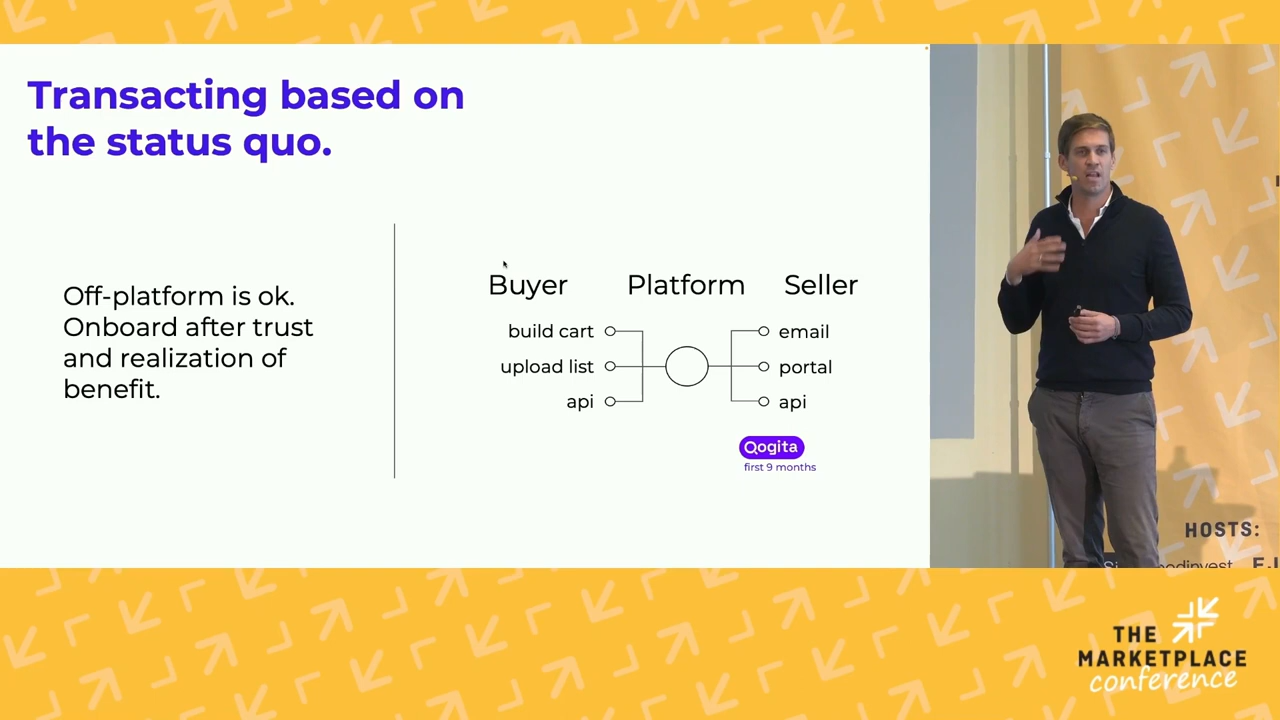 Transacting based on
the status quo.
Off-platform is ok.
Onboard after trust
and realization of
benefit.
Buyer Platform Seller
build cart
upload list
api
email
portal
api
Qogita
first 9 months
HOSTS:
THE
MARKETPLACE
conference